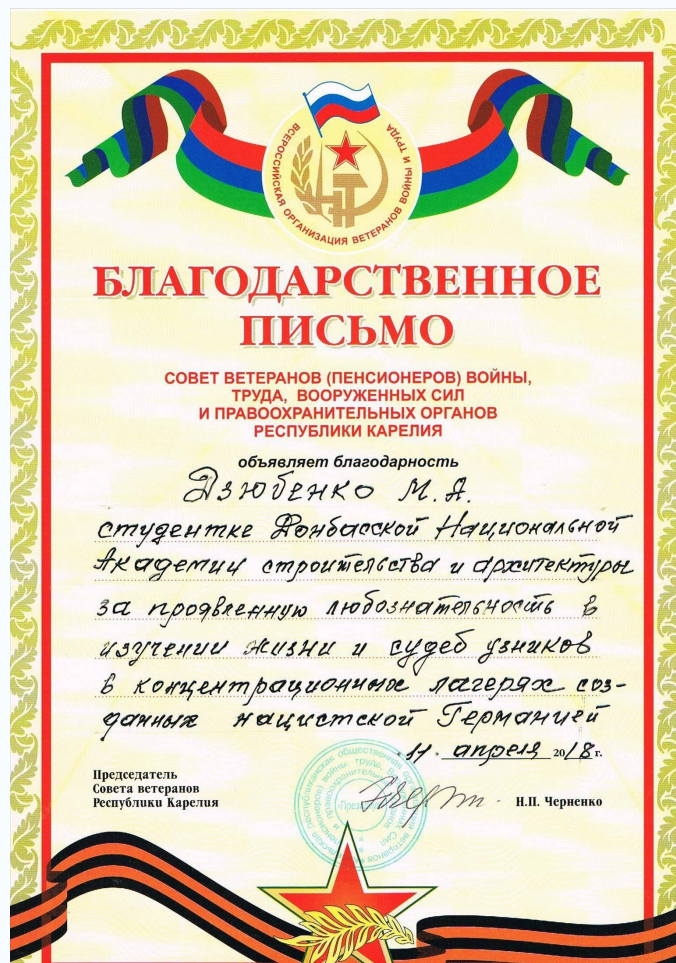 ВСЕРОССИЙСКАЯ ОРГАНИЗАЦИЯ ВЕТЕРАНОВ ВОЙНЫ И ТРУДА
БЛАГОДАРСТВЕННОЕ
ПИСЬМО
СОВЕТ ВЕТЕРАНОВ (ПЕНСИОНЕРОВ) ВОЙНЫ,
ТРУДА, ВООРУЖЕННЫХ СИЛ
И ПРАВООХРАНИТЕЛЬНЫХ ОРГАНОВ
РЕСПУБЛИКИ КАРЕЛИЯ
объявляет благодарность
Дзюбенко М. А.
студентке Донбасской Национальной
Академии строительства и архитектуры
за проявленную любознательность в
изучении жизни и судеб узников
в концентрационных лагерях соз-
данных нацистской Германией
11. апреля 2018 г.
Председатель
Совета ветеранов
Республики Карелия
Н.П. Черненко